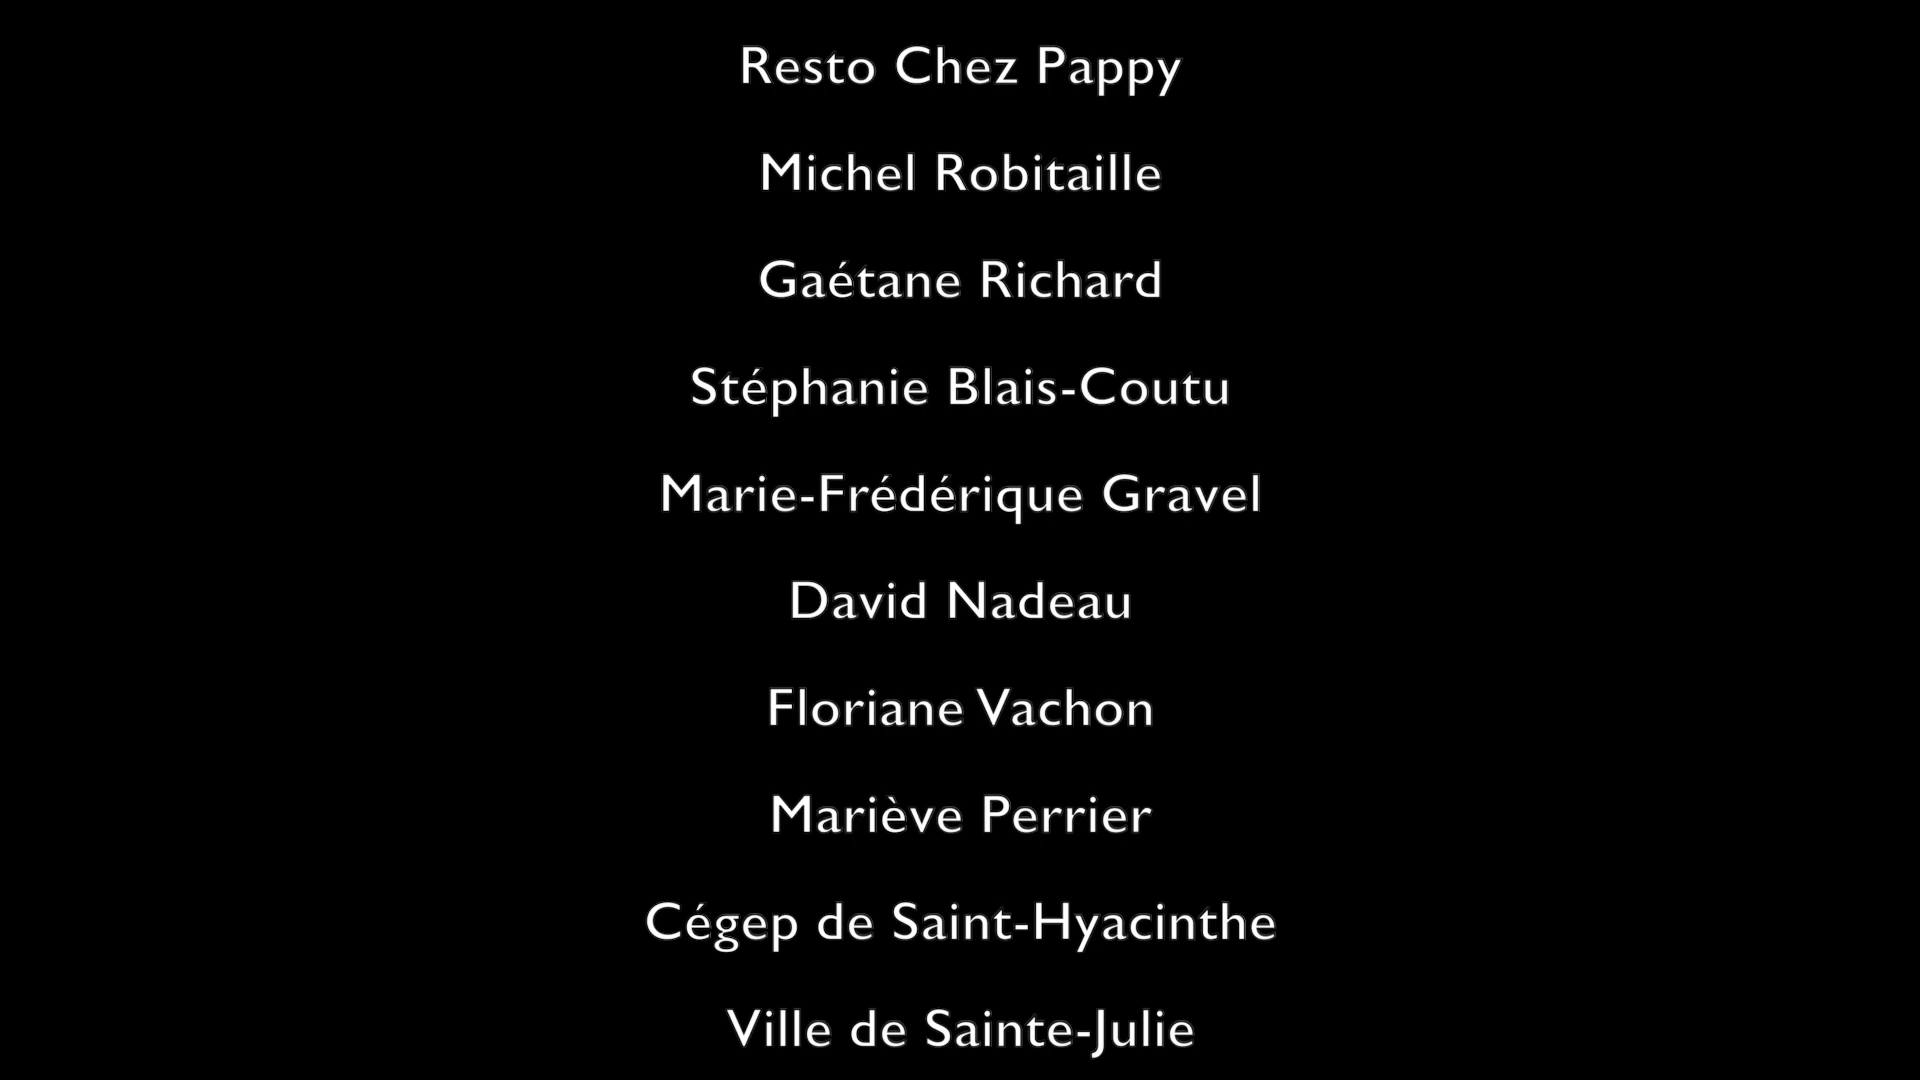 Resto Chez Pappy
Michel Robitaille
Gaétane Richard
Stéphanie Blais-Coutu
Marie-Frédérique Gravel
David Nadeau
Floriane Vachon
Mariève Perrier
Cégep de Saint-Hyacinthe
Ville de Sainte-Julie